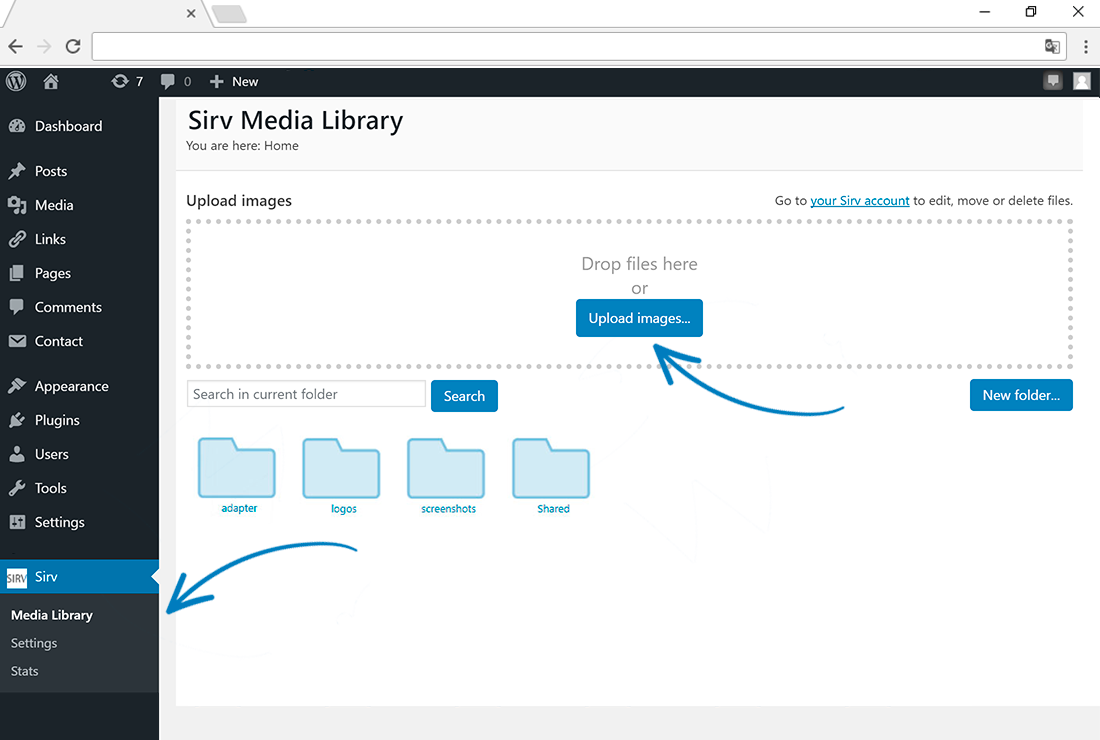 7
0
New
Dashboard
Posts
Media
Links
Pages
Comments
Contact
Appearance
Plugins
Users
Tools
Settings
SIRV
Sirv
Media Library
Settings
Stats
Sirv Media Library
You are here: Home
Upload images
Go to your Sirv account to edit, move or delete files.
Drop files here
or
Upload images...
Search in current folder
Search
New folder...
adapter
logos
screenshots
Shared